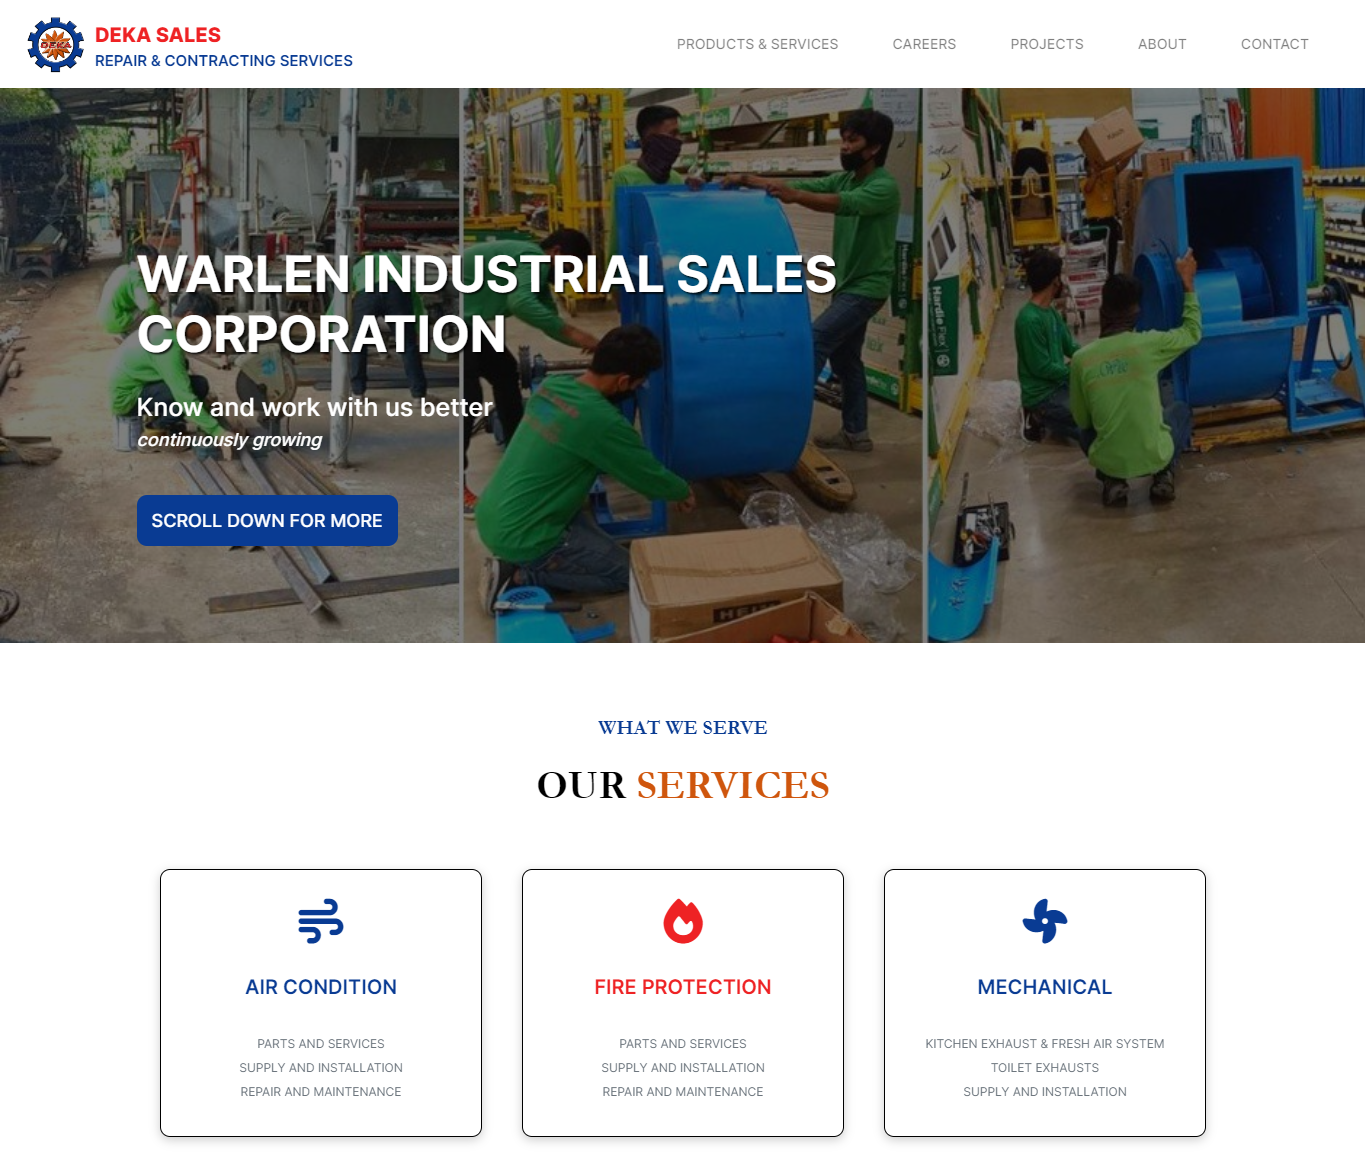 DEKA
DEKA SALES
REPAIR & CONTRACTING SERVICES
PRODUCTS & SERVICES
CAREERS
PROJECTS
ABOUT
CONTACT
WARLEN INDUSTRIAL SALES
CORPORATION
Know and work with us better
continuously growing
SCROLL DOWN FOR MORE
HardieFlex
WHAT WE SERVE
OUR SERVICES
AIR CONDITION
PARTS AND SERVICES
SUPPLY AND INSTALLATION
REPAIR AND MAINTENANCE
FIRE PROTECTION
PARTS AND SERVICES
SUPPLY AND INSTALLATION
REPAIR AND MAINTENANCE
MECHANICAL
KITCHEN EXHAUST & FRESH AIR SYSTEM
TOILET EXHAUSTS
SUPPLY AND INSTALLATION